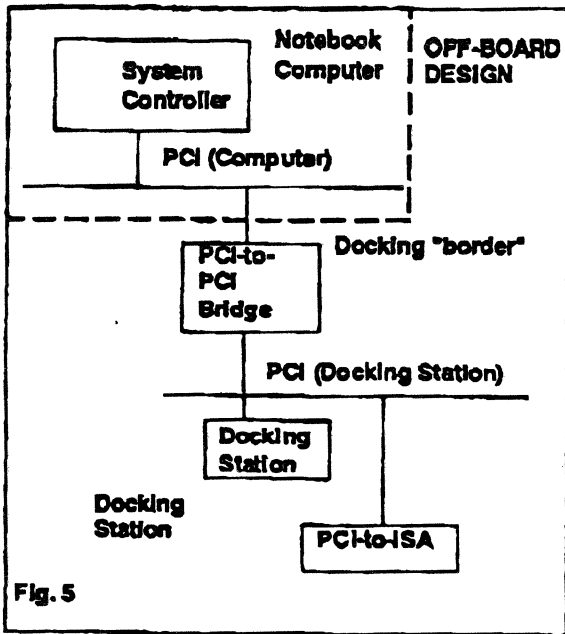 System
Controller
Notebook
Computer
OFF-BOARD
DESIGN
PCI (Computer)
Docking "border"
PCI-to-
PCI
Bridge
PCI (Docking Station)
Docking
Station
Docking
Station
PCI-to-ISA
Fig. 5